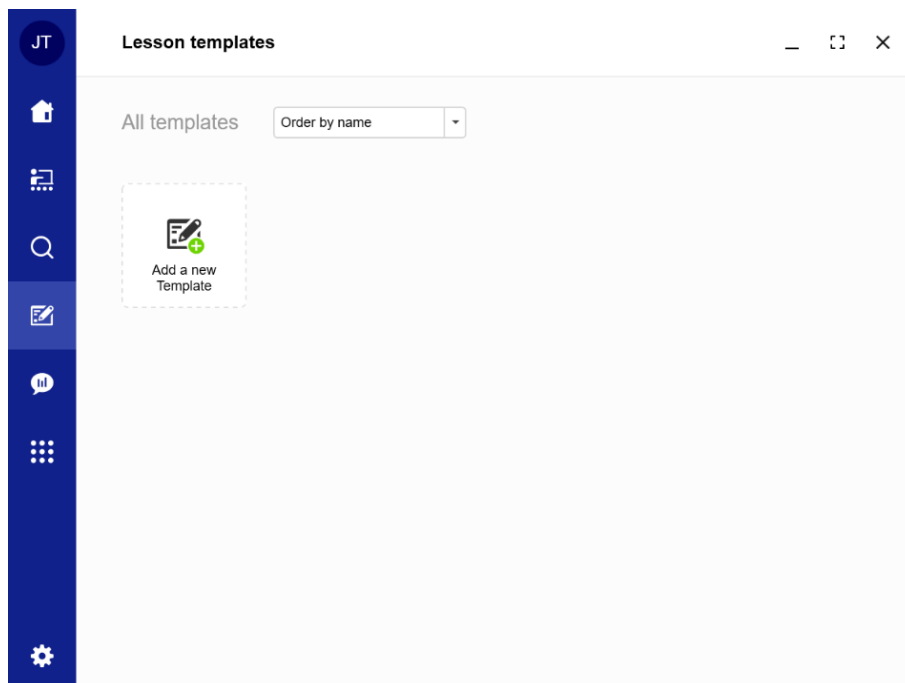 JT
Lesson templates
All templates
Order by name
Add a new
Template